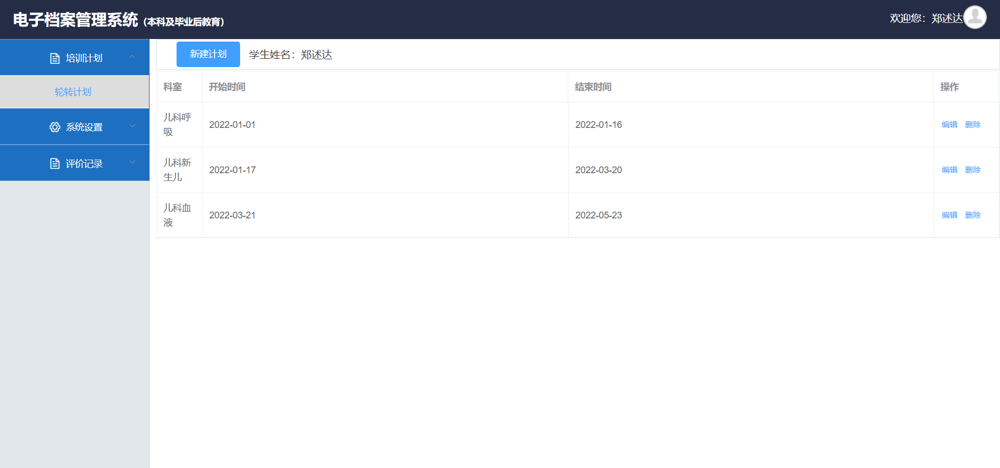 电子档案管理系统（本科及毕业后教育）
欢迎您：郑述达
培训计划
轮转计划
系统设置
评价记录
新建计划 学生姓名：郑述达
科室 开始时间 结束时间 操作
儿科呼
吸 2022-01-01 2022-01-16 编辑 删除
儿科新
生儿 2022-01-17 2022-03-20 编辑 删除
儿科血
液 2022-03-21 2022-05-23 编辑 删除